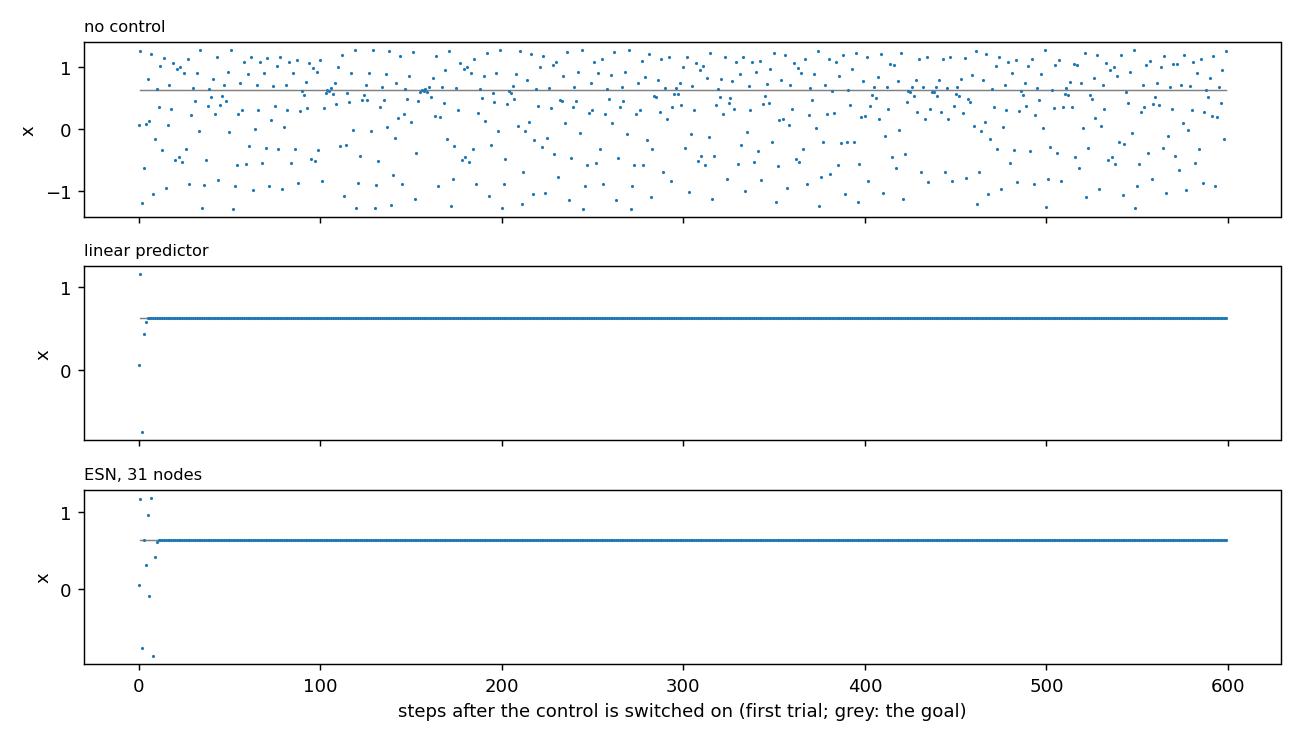 no control
1
0
−1
x
linear predictor
1
0
x
ESN, 31 nodes
1
0
x
0 100 200 300 400 500 600
steps after the control is switched on (first trial; grey: the goal)